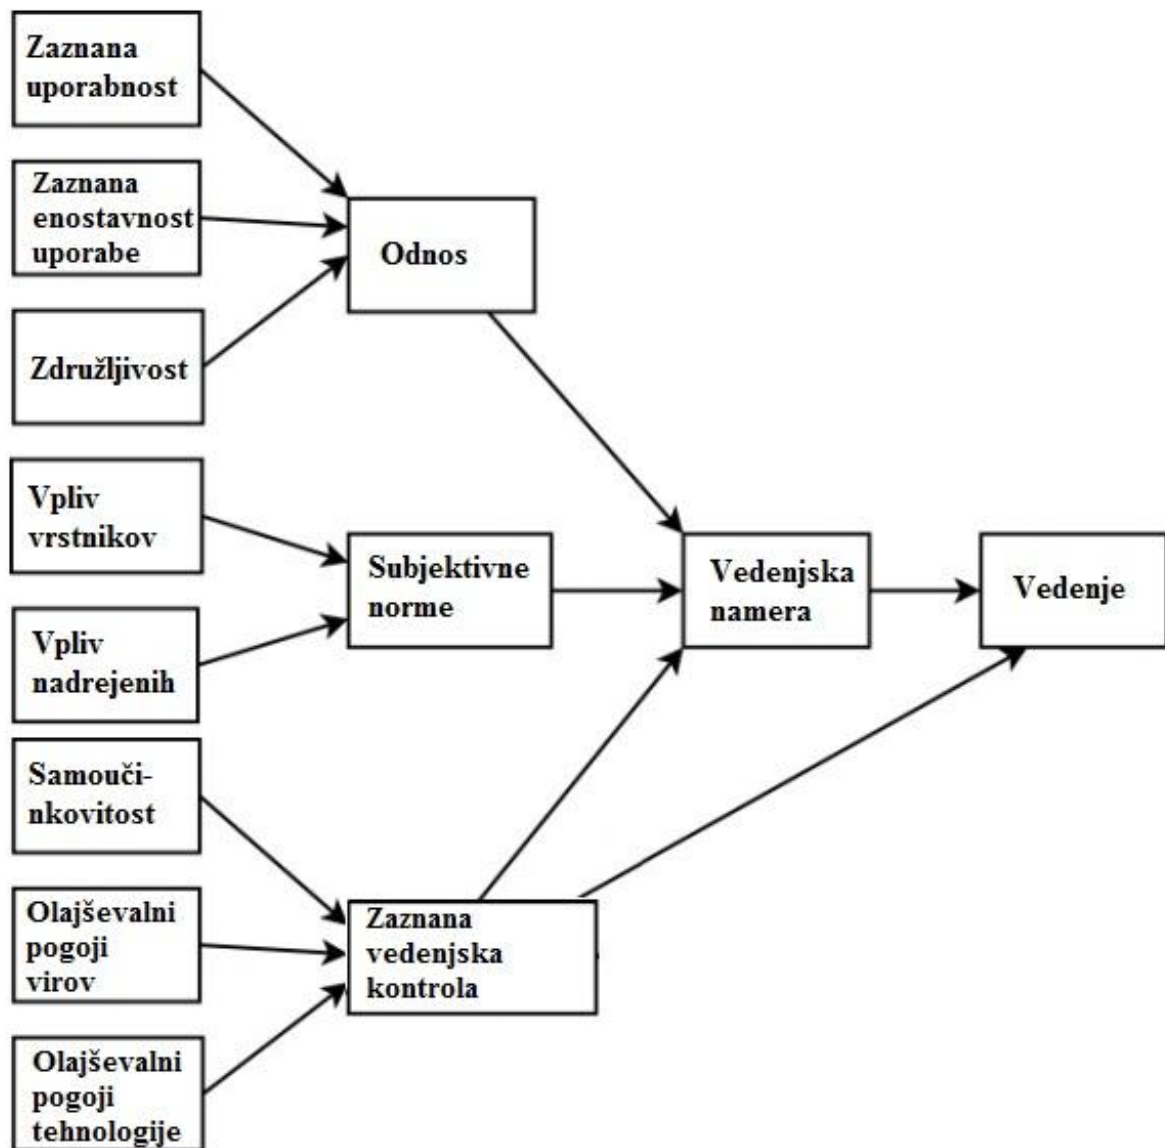 Zaznana
uporabnost
Zaznana
enostavnost
uporabe
Združljivost
Odnos
Vpliv
vrstnikov
Vpliv
nadrejenih
Subjektivne
norme
Vedenjska
namera
Vedenje
Samouči-
nkovitost
Olajševalni
pogoji
virov
Olajševalni
pogoji
tehnologije
Zaznana
vedenjska
kontrola